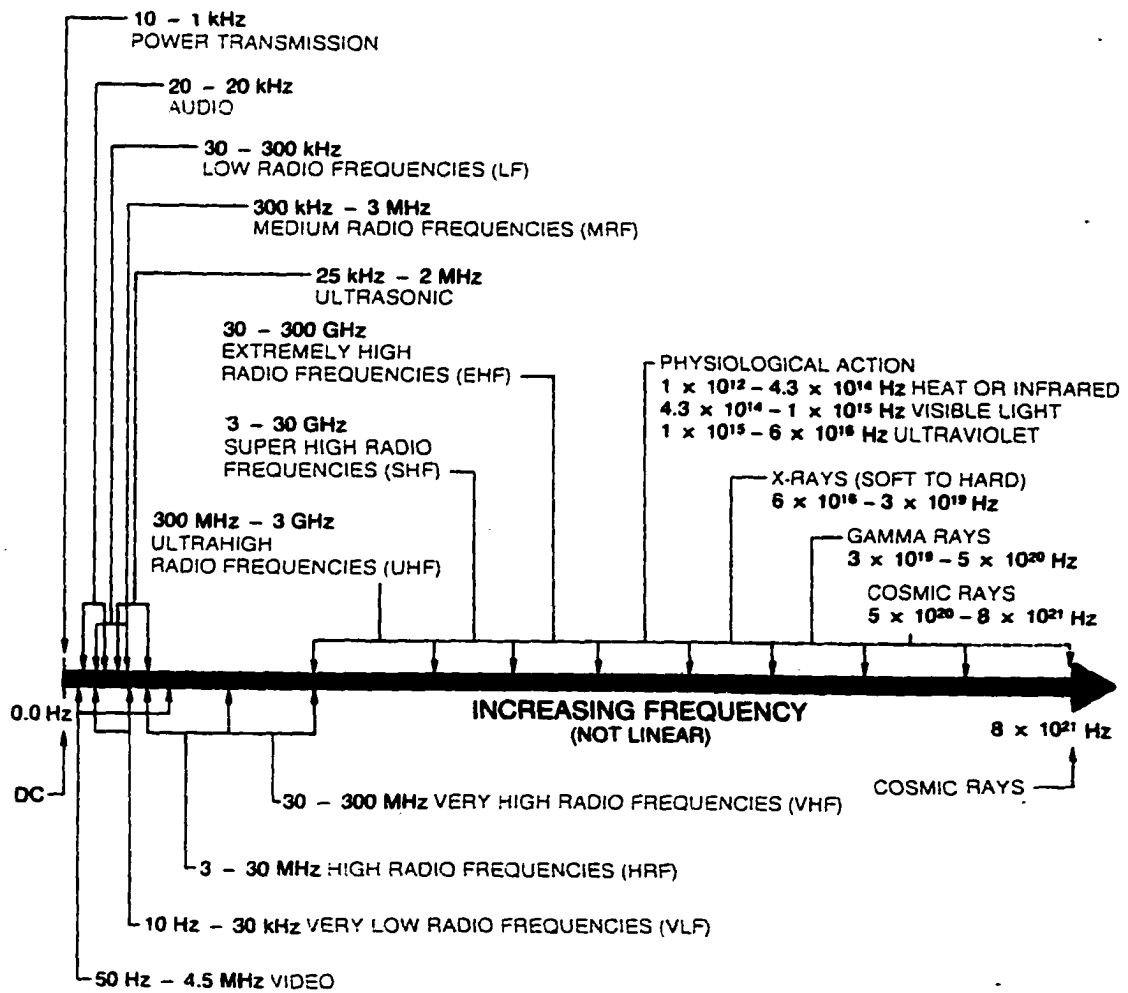 10 – 1 kHz
POWER TRANSMISSION
20 – 20 kHz
AUDIO
30 – 300 kHz
LOW RADIO FREQUENCIES (LF)
300 kHz – 3 MHz
MEDIUM RADIO FREQUENCIES (MRF)
25 kHz – 2 MHz
ULTRASONIC
30 – 300 GHz
EXTREMELY HIGH
RADIO FREQUENCIES (EHF)
3 – 30 GHz
SUPER HIGH RADIO
FREQUENCIES (SHF)
300 MHz – 3 GHz
ULTRAHIGH
RADIO FREQUENCIES (UHF)
PHYSIOLOGICAL ACTION
1 × 10¹² – 4.3 × 10¹⁴ Hz HEAT OR INFRARED
4.3 × 10¹⁴ – 1 × 10¹⁵ Hz VISIBLE LIGHT
1 × 10¹⁵ – 6 × 10¹⁶ Hz ULTRAVIOLET
X-RAYS (SOFT TO HARD)
6 × 10¹⁶ – 3 × 10¹⁹ Hz
GAMMA RAYS
3 × 10¹⁹ – 5 × 10²⁰ Hz
COSMIC RAYS
5 × 10²⁰ – 8 × 10²¹ Hz
0.0 Hz
INCREASING FREQUENCY
(NOT LINEAR)
8 × 10²¹ Hz
DC
COSMIC RAYS
30 – 300 MHz VERY HIGH RADIO FREQUENCIES (VHF)
3 – 30 MHz HIGH RADIO FREQUENCIES (HRF)
10 Hz – 30 kHz VERY LOW RADIO FREQUENCIES (VLF)
50 Hz – 4.5 MHz VIDEO